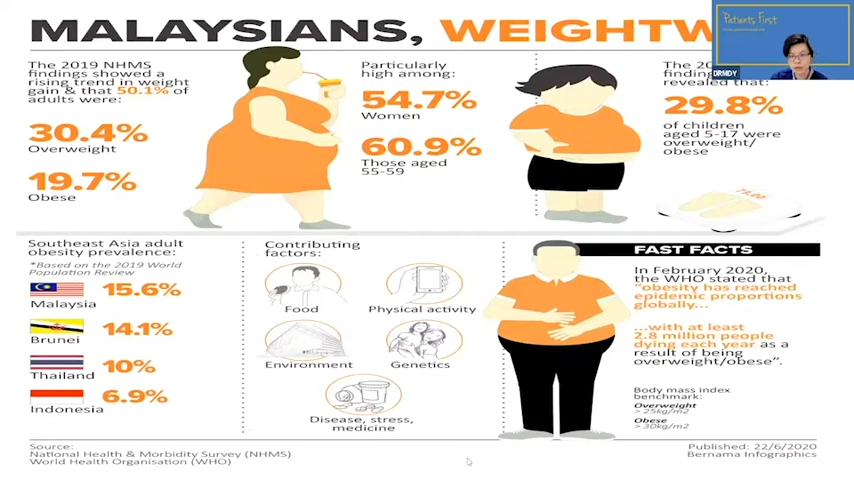 MALAYSIANS, WEIGHTW
Patients First
DRMDY
The 2019 NHMS
findings showed a
rising trend in weight
gain & that 50.1% of
adults were:
30.4%
Overweight
19.7%
Obese
Particularly
high among:
54.7%
Women
60.9%
Those aged
55-59
The 20
finding
revealed that:
29.8%
of children
aged 5-17 were
overweight/
obese
75.00
Southeast Asia adult
obesity prevalence:
*Based on the 2019 World
Population Review
15.6%
Malaysia
14.1%
Brunei
10%
Thailand
6.9%
Indonesia
Contributing
factors:
Food
Physical activity
Environment
Genetics
Disease, stress,
medicine
FAST FACTS
In February 2020,
the WHO stated that
"obesity has reached
epidemic proportions
globally...
...with at least
2.8 million people
dying each year as a
result of being
overweight/obese".
Body mass index
benchmark:
Overweight
> 25kg/m2
Obese
> 30kg/m2
Source:
National Health & Morbidity Survey (NHMS)
World Health Organisation (WHO)
Published: 22/6/2020
Bernama Infographics